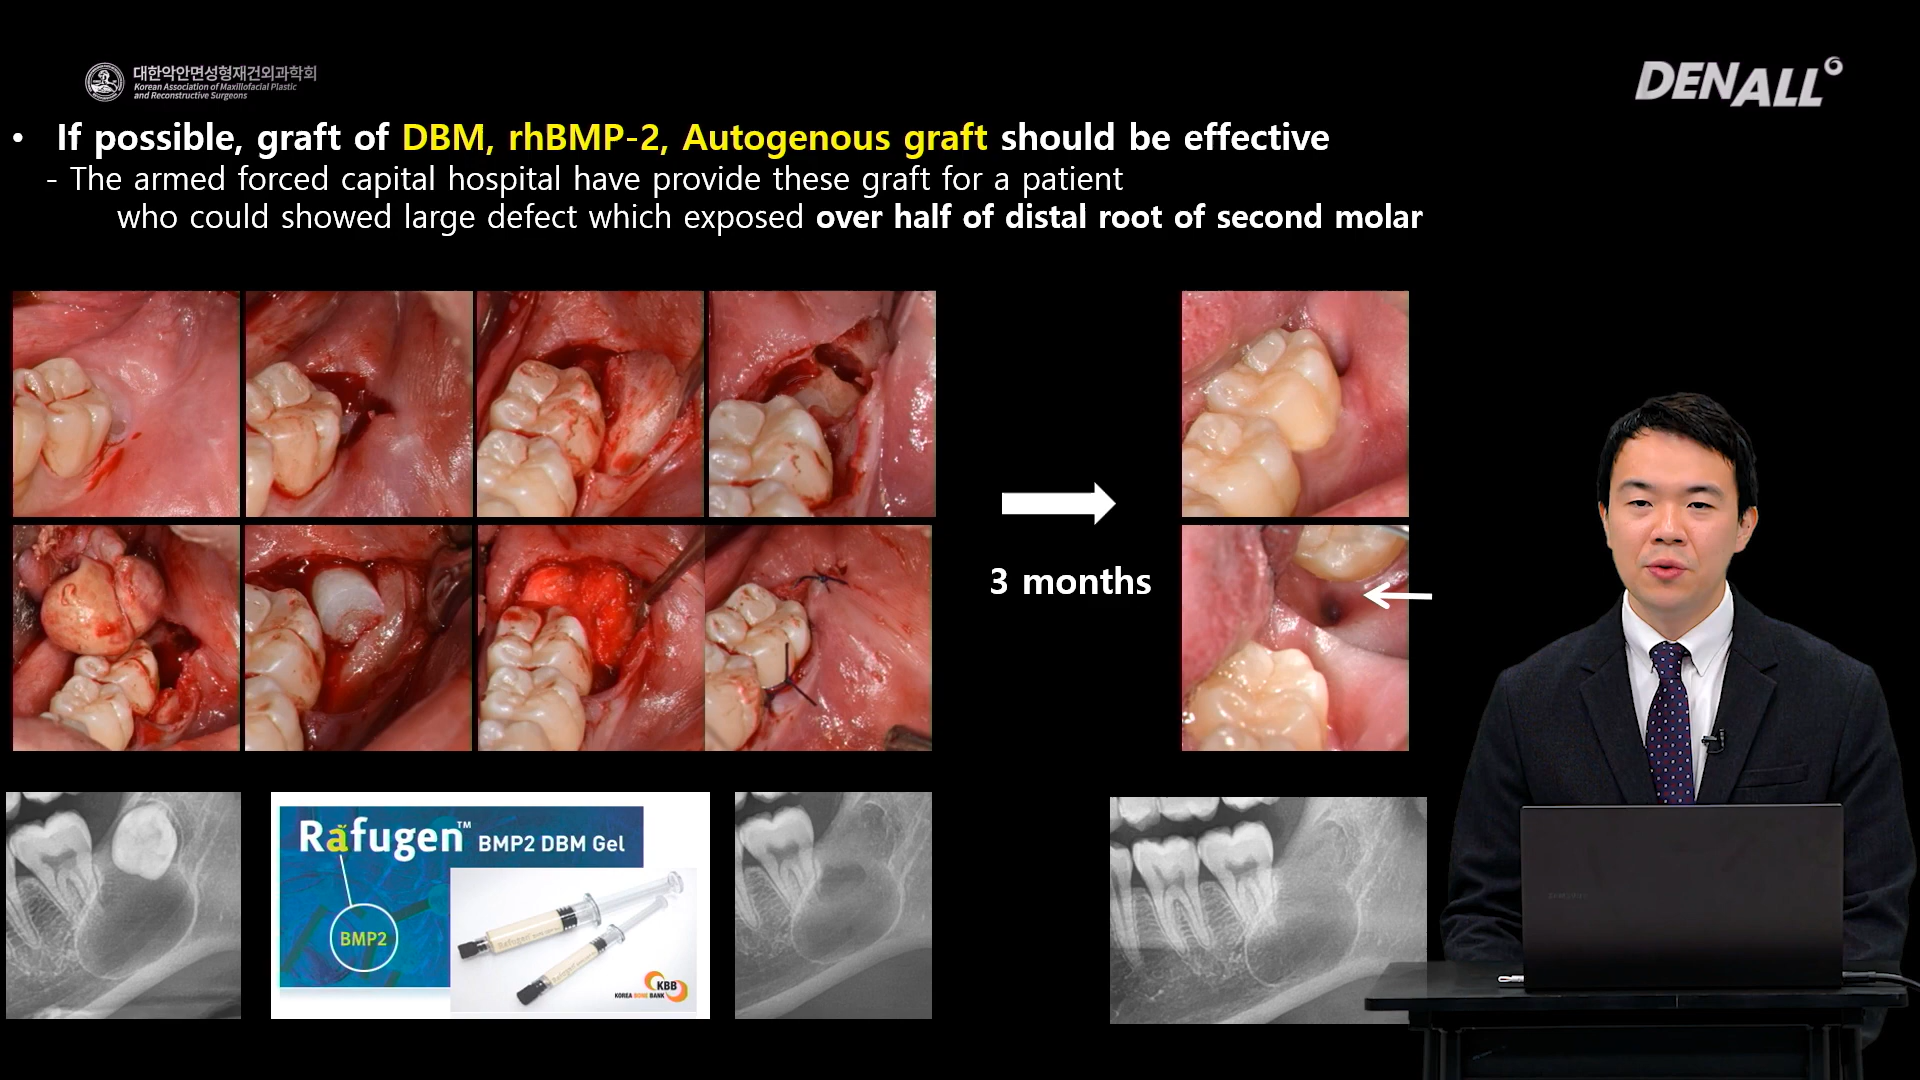 대한악안면성형재건외과학회
Korean Association of Maxillofacial Plastic
and Reconstructive Surgeons
DENALL
• If possible, graft of DBM, rhBMP-2, Autogenous graft should be effective
- The armed forced capital hospital have provide these graft for a patient
who could showed large defect which exposed over half of distal root of second molar
3 months
Rafugen™ BMP2 DBM Gel
BMP2
Rafugen
KBB
KOREA BONE BANK